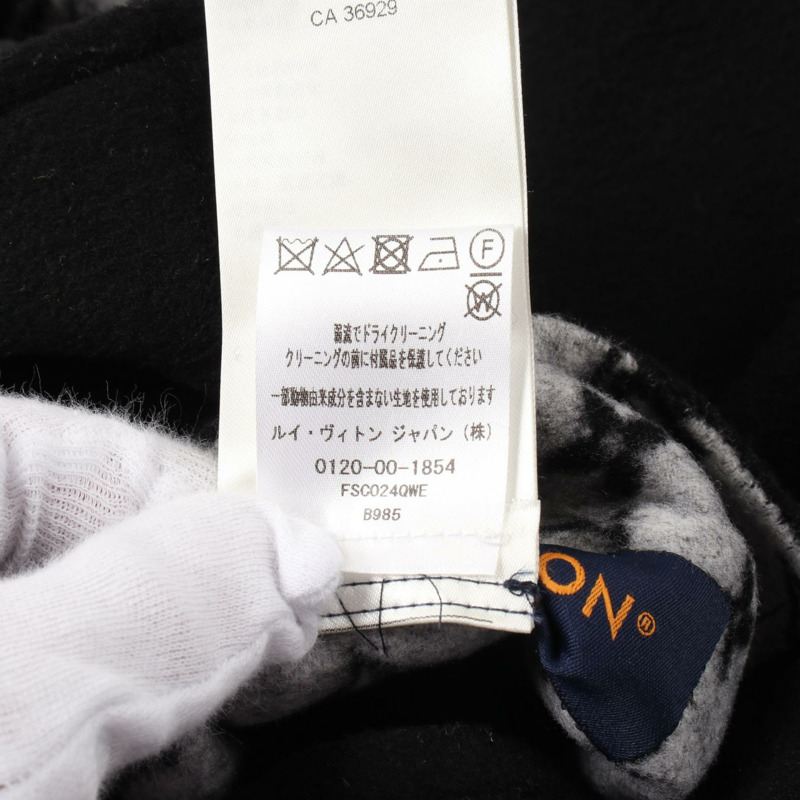 CA 36929
F
W
弱流でドライクリーニング
クリーニングの前に付属品を保護してください
一部動物由来成分を含まない生地を使用しております
ルイ・ヴィトン ジャパン (株)
0120-00-1854
FSC024QWE
B985
ON®